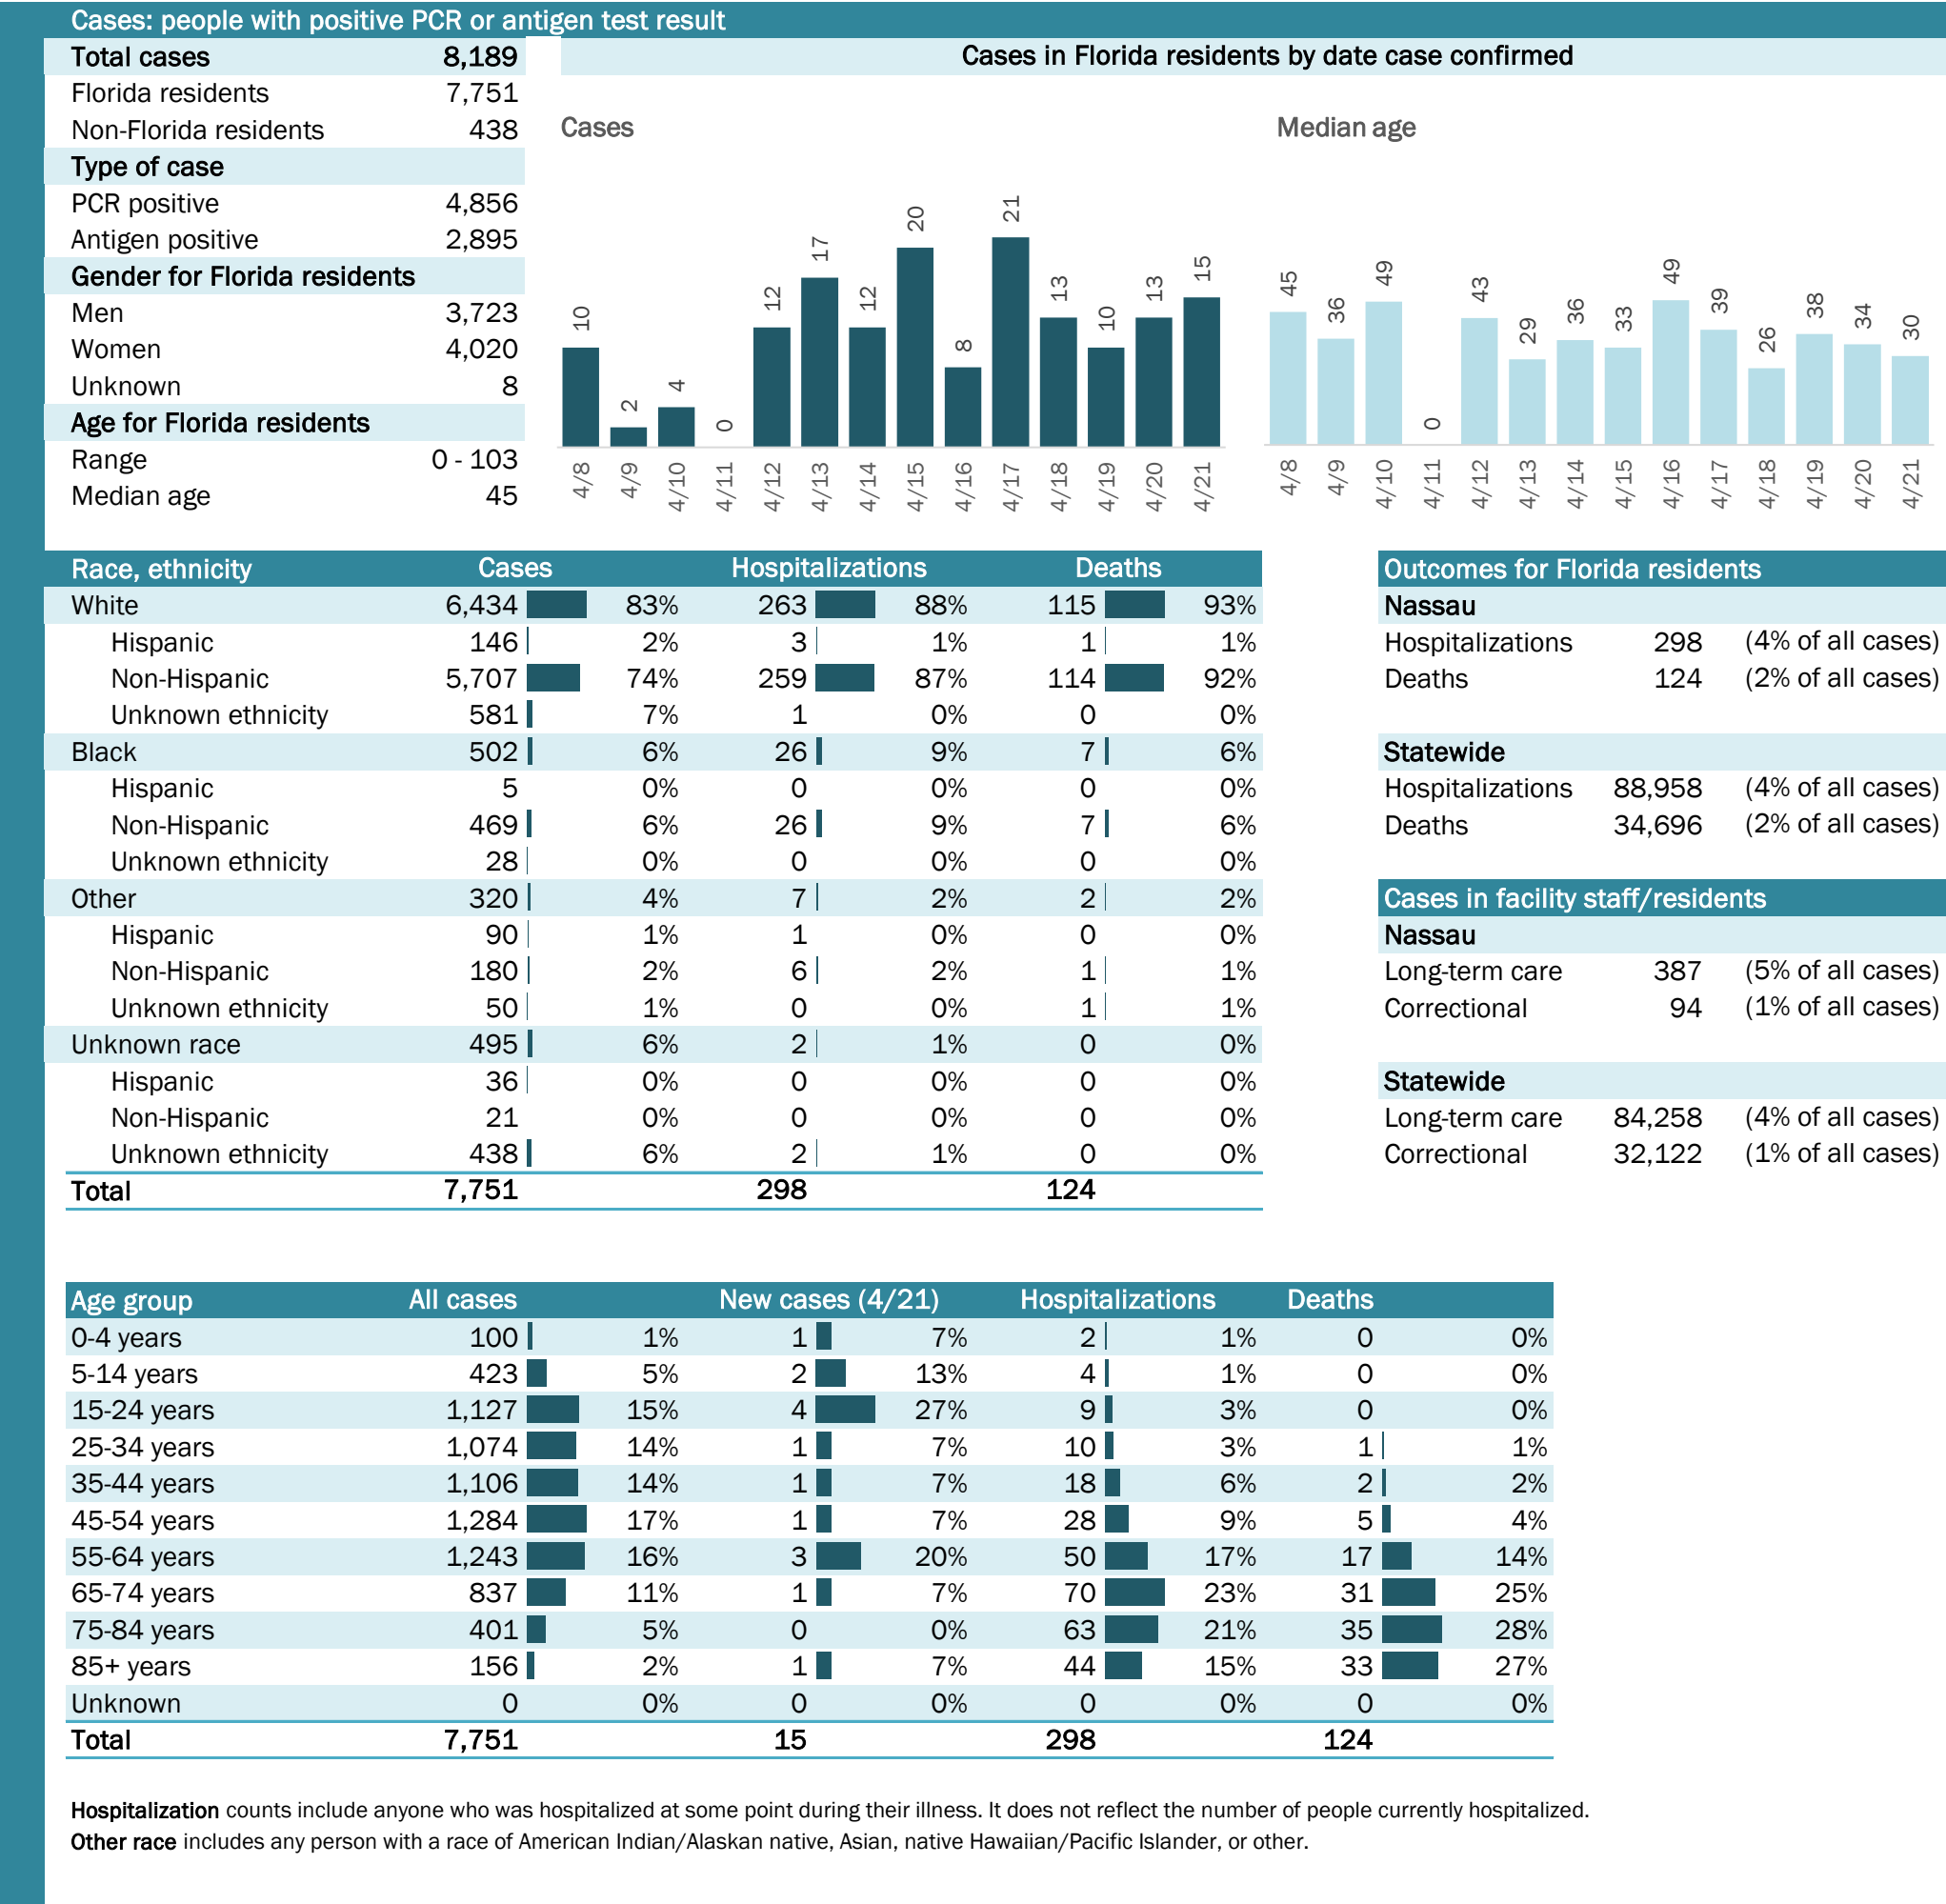 Cases: people with positive PCR or antigen test result
Total cases 8,189
Florida residents 7,751
Non-Florida residents 438
Type of case
PCR positive 4,856
Antigen positive 2,895
Gender for Florida residents
Men 3,723
Women 4,020
Unknown 8
Age for Florida residents
Range 0 - 103
Median age 45
Cases in Florida residents by date case confirmed
Cases
10 2 4 0 12 17 12 20 8 21 13 10 13 15
4/8 4/9 4/10 4/11 4/12 4/13 4/14 4/15 4/16 4/17 4/18 4/19 4/20 4/21
Median age
45 36 49 0 43 29 36 33 49 39 26 38 34 30
4/8 4/9 4/10 4/11 4/12 4/13 4/14 4/15 4/16 4/17 4/18 4/19 4/20 4/21
Race, ethnicity Cases Hospitalizations Deaths
White 6,434 83% 263 88% 115 93%
Hispanic 146 2% 3 1% 1 1%
Non-Hispanic 5,707 74% 259 87% 114 92%
Unknown ethnicity 581 7% 1 0% 0 0%
Black 502 6% 26 9% 7 6%
Hispanic 5 0% 0 0% 0 0%
Non-Hispanic 469 6% 26 9% 7 6%
Unknown ethnicity 28 0% 0 0% 0 0%
Other 320 4% 7 2% 2 2%
Hispanic 90 1% 1 0% 0 0%
Non-Hispanic 180 2% 6 2% 1 1%
Unknown ethnicity 50 1% 0 0% 1 1%
Unknown race 495 6% 2 1% 0 0%
Hispanic 36 0% 0 0% 0 0%
Non-Hispanic 21 0% 0 0% 0 0%
Unknown ethnicity 438 6% 2 1% 0 0%
Total 7,751 298 124
Outcomes for Florida residents
Nassau
Hospitalizations 298 (4% of all cases)
Deaths 124 (2% of all cases)
Statewide
Hospitalizations 88,958 (4% of all cases)
Deaths 34,696 (2% of all cases)
Cases in facility staff/residents
Nassau
Long-term care 387 (5% of all cases)
Correctional 94 (1% of all cases)
Statewide
Long-term care 84,258 (4% of all cases)
Correctional 32,122 (1% of all cases)
Age group All cases New cases (4/21) Hospitalizations Deaths
0-4 years 100 1% 1 7% 2 1% 0 0%
5-14 years 423 5% 2 13% 4 1% 0 0%
15-24 years 1,127 15% 4 27% 9 3% 0 0%
25-34 years 1,074 14% 1 7% 10 3% 1 1%
35-44 years 1,106 14% 1 7% 18 6% 2 2%
45-54 years 1,284 17% 1 7% 28 9% 5 4%
55-64 years 1,243 16% 3 20% 50 17% 17 14%
65-74 years 837 11% 1 7% 70 23% 31 25%
75-84 years 401 5% 0 0% 63 21% 35 28%
85+ years 156 2% 1 7% 44 15% 33 27%
Unknown 0 0% 0 0% 0 0% 0 0%
Total 7,751 15 298 124
Hospitalization counts include anyone who was hospitalized at some point during their illness. It does not reflect the number of people currently hospitalized.
Other race includes any person with a race of American Indian/Alaskan native, Asian, native Hawaiian/Pacific Islander, or other.